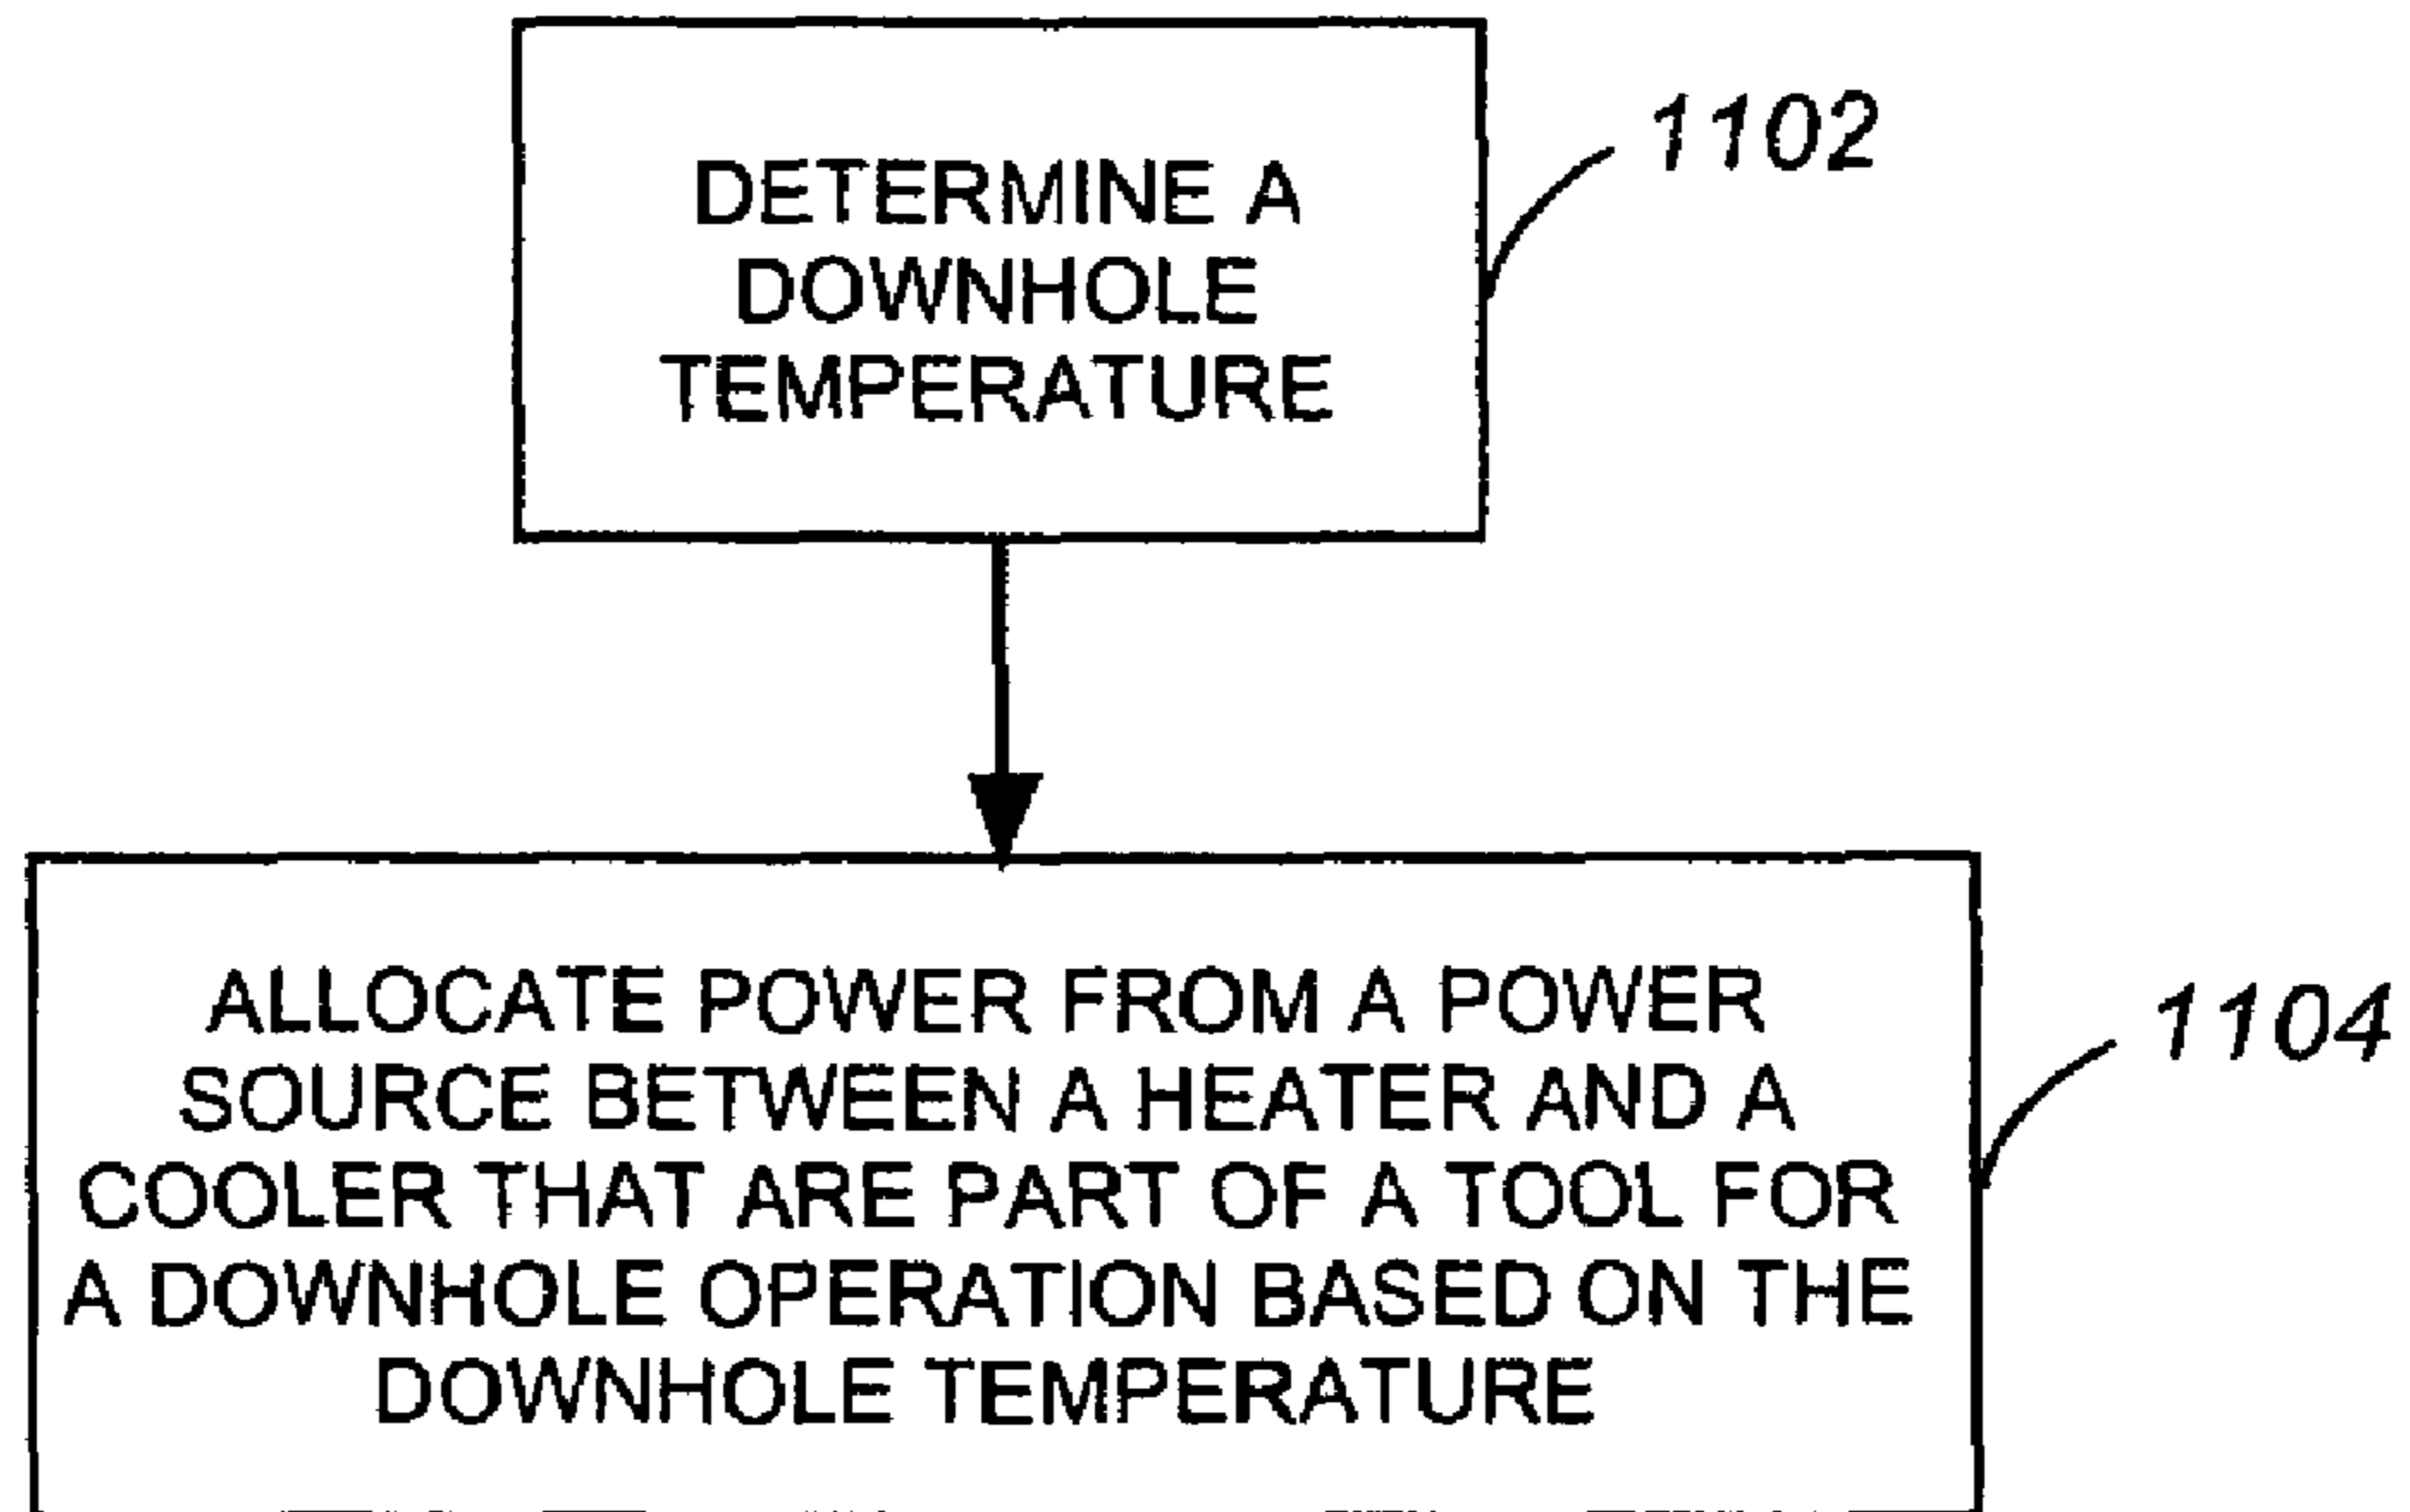 DETERMINE A
DOWNHOLE
TEMPERATURE
1102
ALLOCATE POWER FROM A POWER
SOURCE BETWEEN A HEATER AND A
COOLER THAT ARE PART OF A TOOL FOR
A DOWNHOLE OPERATION BASED ON THE
DOWNHOLE TEMPERATURE
1104